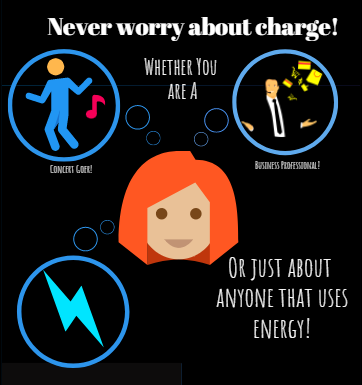 Never worry about charge!
Whether You
are A
Concert Goer!
Business Professional!
Or just about
anyone that uses
energy!